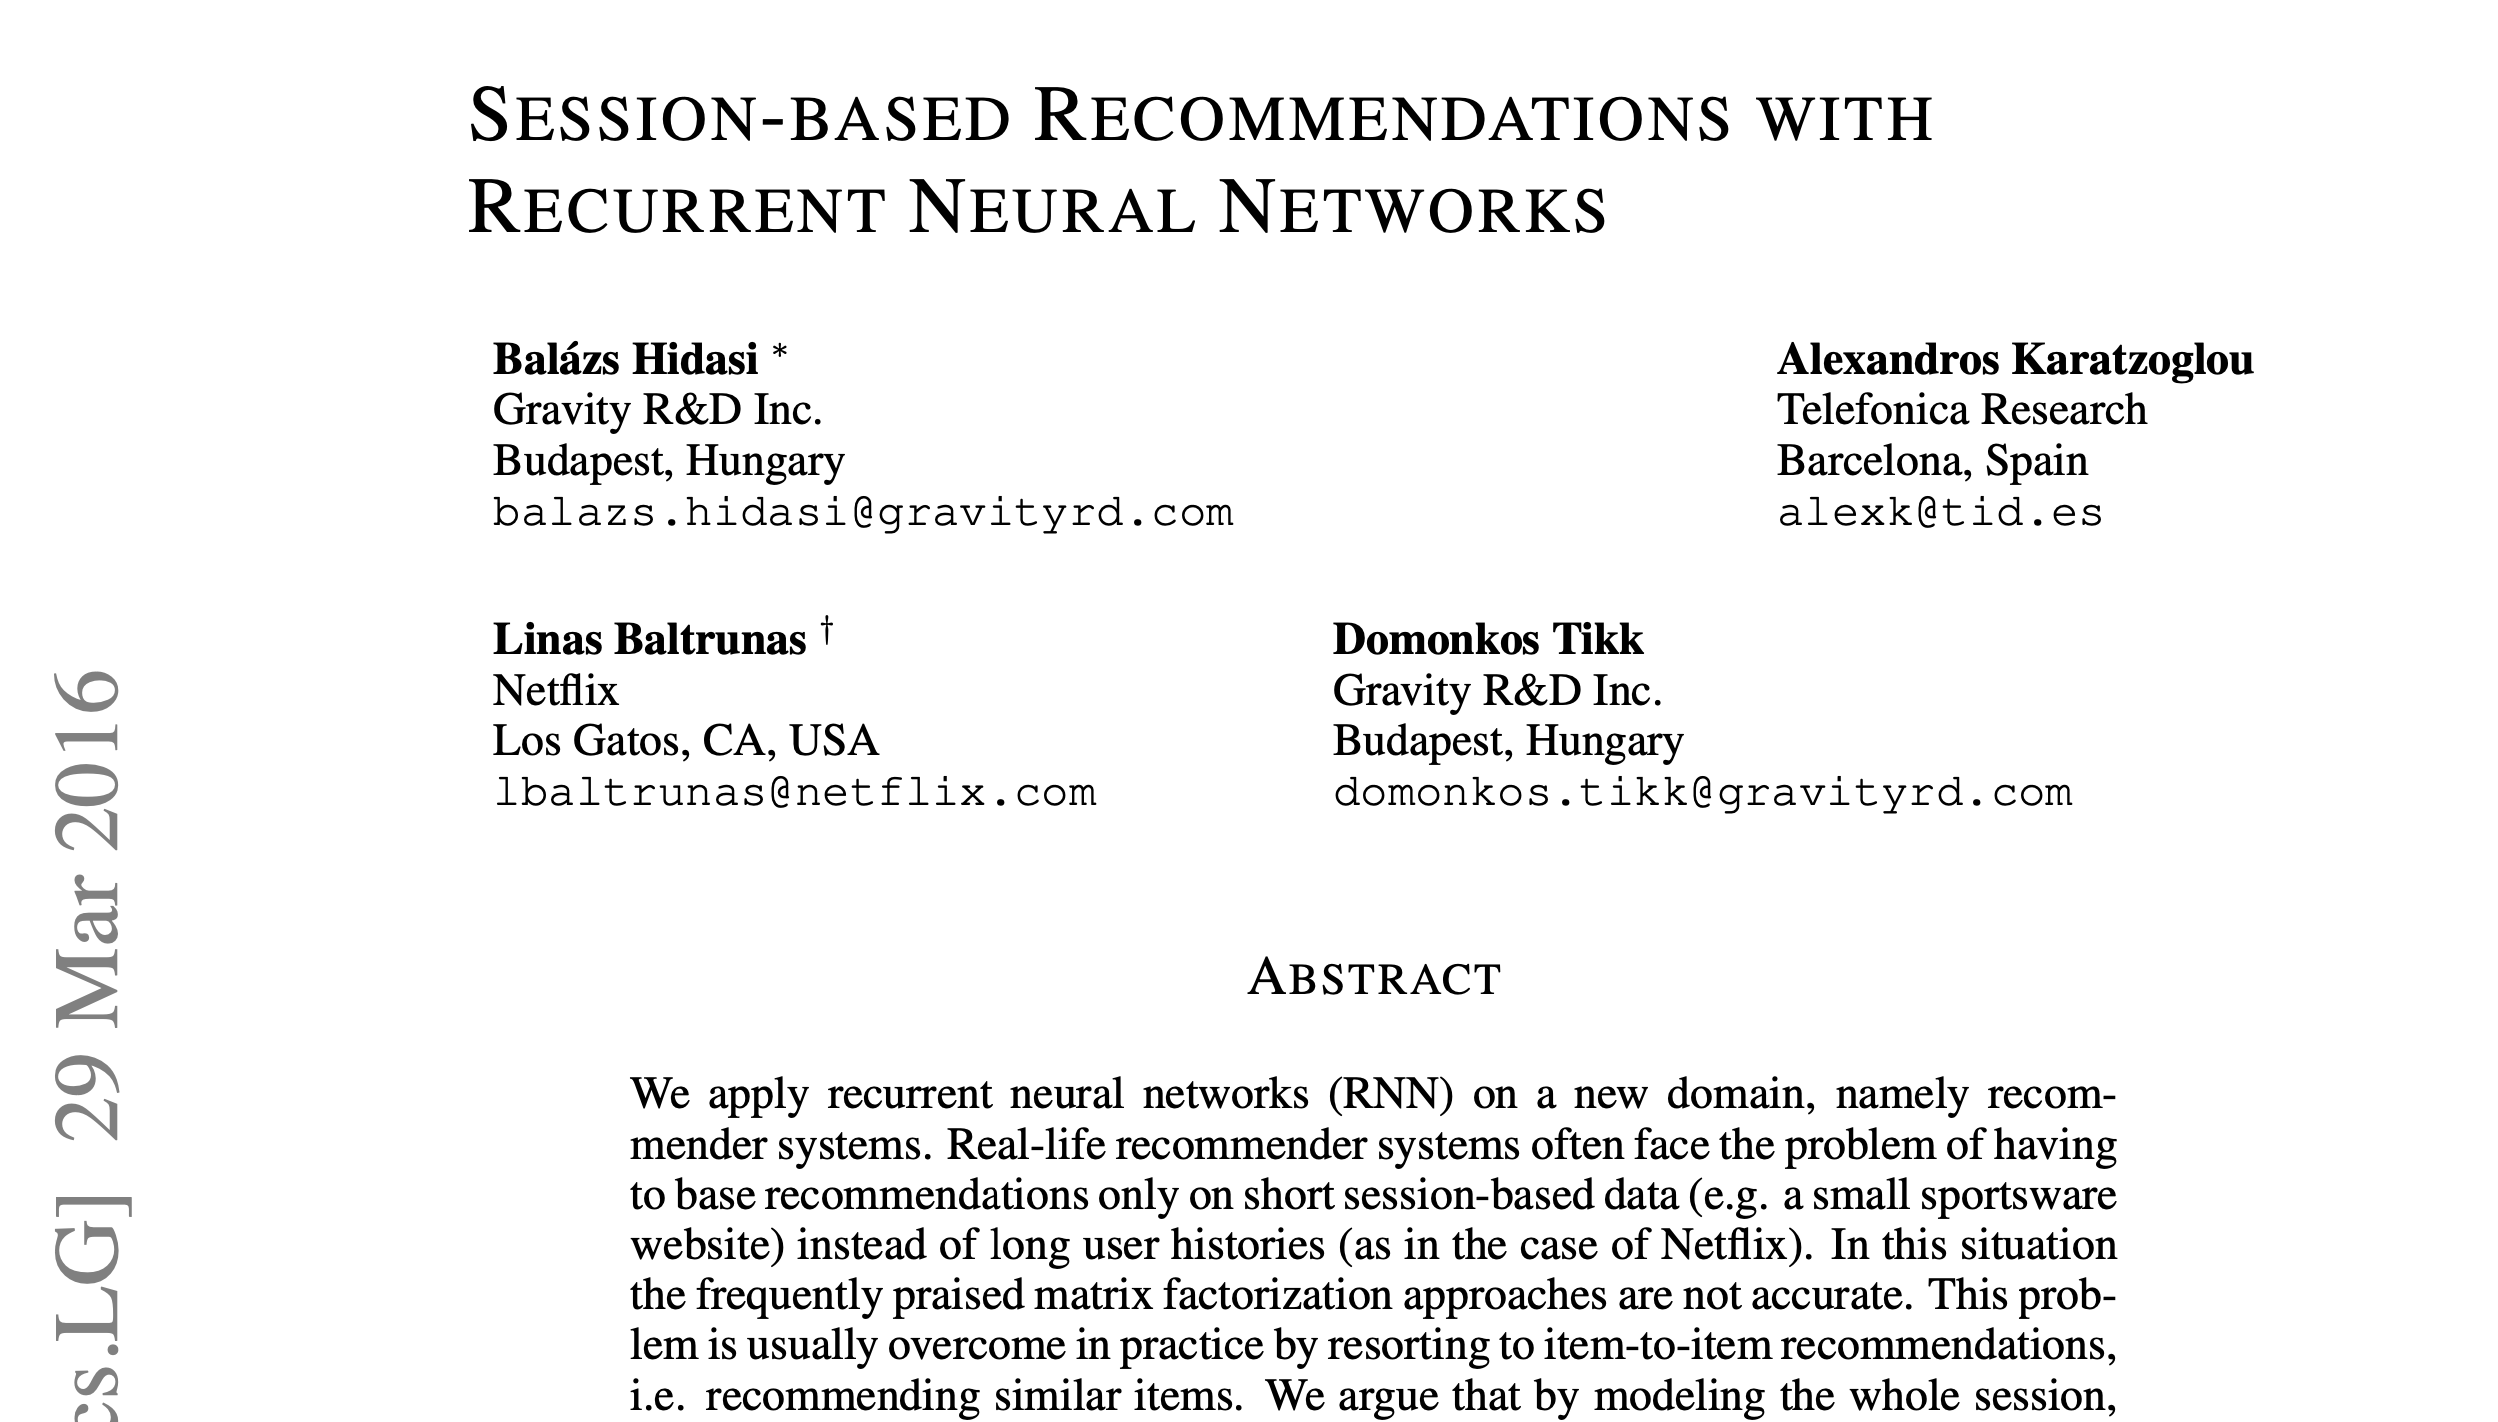 SESSION-BASED RECOMMENDATIONS WITH
RECURRENT NEURAL NETWORKS
Balázs Hidasi *
Gravity R&D Inc.
Budapest, Hungary
balazs.hidasi@gravityrd.com
Alexandros Karatzoglou
Telefonica Research
Barcelona, Spain
alexk@tid.es
Linas Baltrunas †
Netflix
Los Gatos, CA, USA
lbaltrunas@netflix.com
Domonkos Tikk
Gravity R&D Inc.
Budapest, Hungary
domonkos.tikk@gravityrd.com
ABSTRACT
We apply recurrent neural networks (RNN) on a new domain, namely recom-
mender systems. Real-life recommender systems often face the problem of having
to base recommendations only on short session-based data (e.g. a small sportsware
website) instead of long user histories (as in the case of Netflix). In this situation
the frequently praised matrix factorization approaches are not accurate. This prob-
lem is usually overcome in practice by resorting to item-to-item recommendations,
i.e. recommending similar items. We argue that by modeling the whole session,
cs.LG] 29 Mar 2016